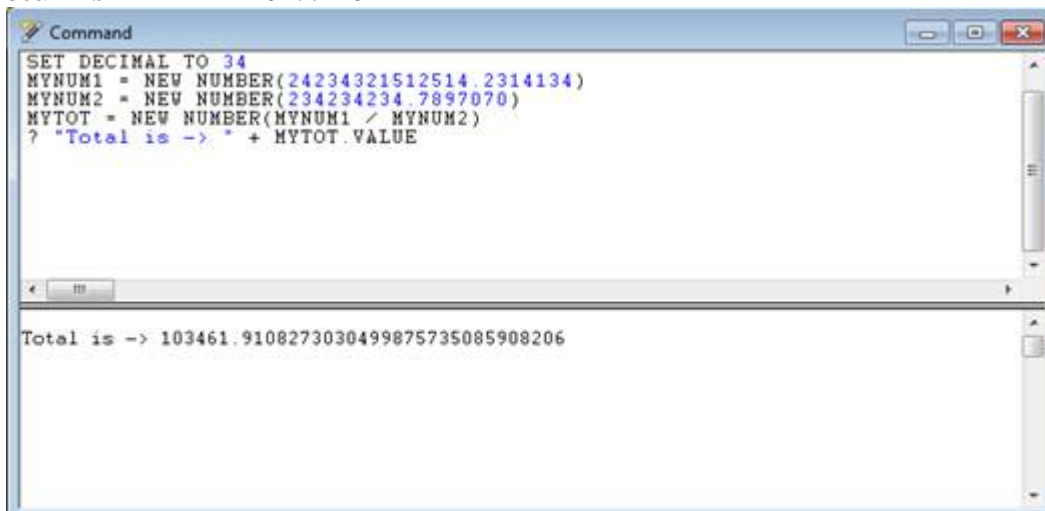 Command
SET DECIMAL TO 34
MYNUM1 = NEW NUMBER(24234321512514.2314134)
MYNUM2 = NEW NUMBER(234234234.7897070)
MYTOT = NEW NUMBER(MYNUM1 / MYNUM2)
? "Total is -> " + MYTOT.VALUE
Total is -> 103461.9108273030499875735085908206